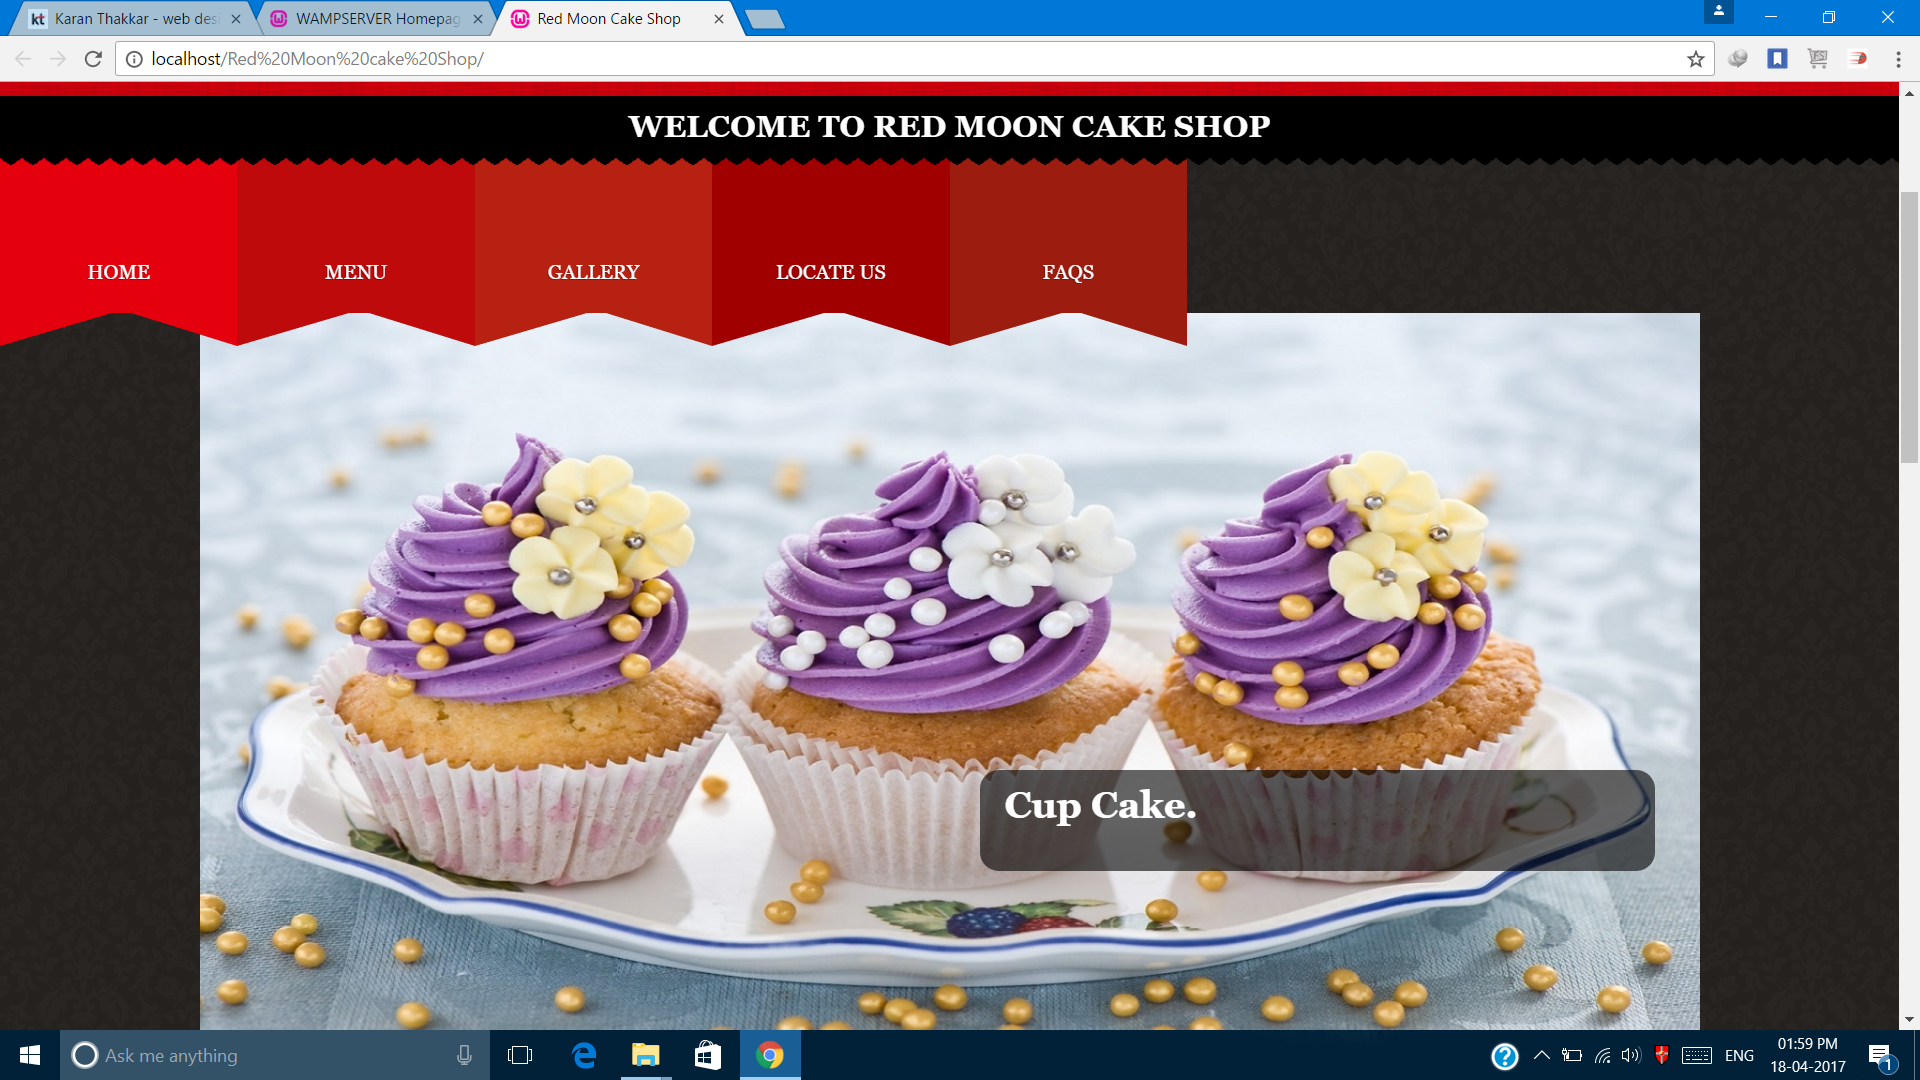 kt Karan Thakkar - web des
WAMPSERVER Homepag
Red Moon Cake Shop
localhost/Red%20Moon%20cake%20Shop/
WELCOME TO RED MOON CAKE SHOP
HOME
MENU
GALLERY
LOCATE US
FAQS
Cup Cake.
Ask me anything
ENG
01:59 PM
18-04-2017
1